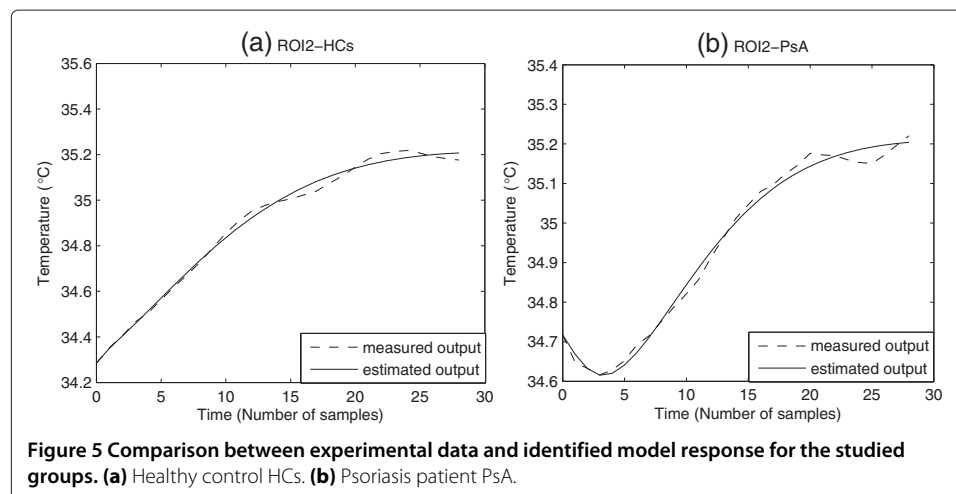 (a) ROI2-HCs
35.6
35.4
35.2
35
34.8
34.6
34.4
34.2
0 5 10 15 20 25 30
Temperature (°C)
Time (Number of samples)
measured output
estimated output
(b) ROI2-PsA
35.4
35.3
35.2
35.1
35
34.9
34.8
34.7
34.6
0 5 10 15 20 25 30
Temperature (°C)
Time (Number of samples)
measured output
estimated output
Figure 5 Comparison between experimental data and identified model response for the studied
groups. (a) Healthy control HCs. (b) Psoriasis patient PsA.